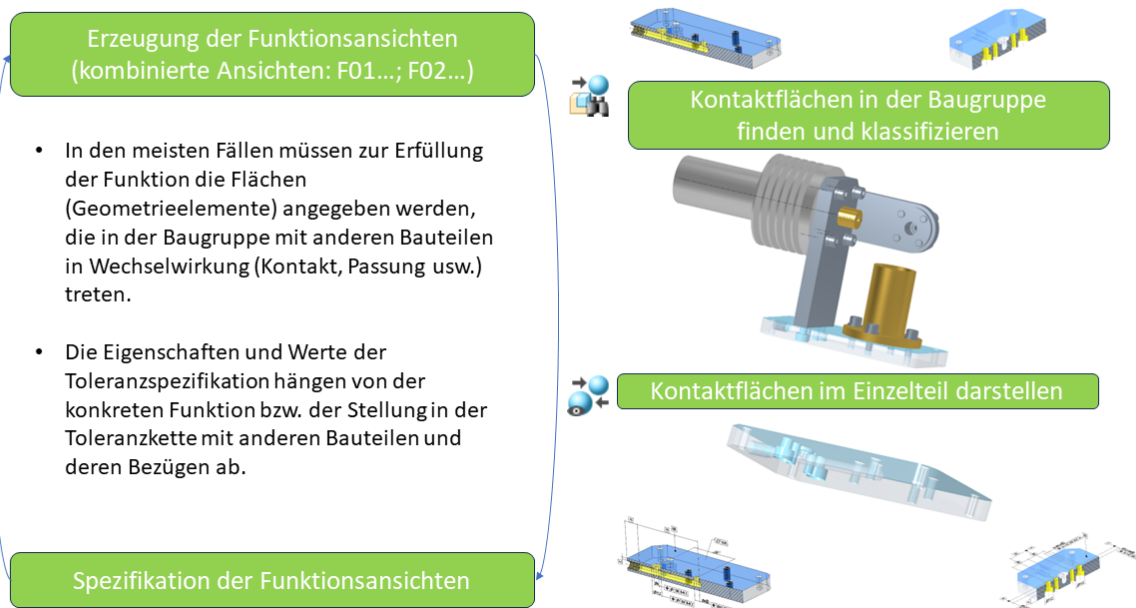 Erzeugung der Funktionsansichten
(kombinierte Ansichten: F01...; F02...)
• In den meisten Fällen müssen zur Erfüllung
der Funktion die Flächen
(Geometrieelemente) angegeben werden,
die in der Baugruppe mit anderen Bauteilen
in Wechselwirkung (Kontakt, Passung usw.)
treten.
• Die Eigenschaften und Werte der
Toleranzspezifikation hängen von der
konkreten Funktion bzw. der Stellung in der
Toleranzkette mit anderen Bauteilen und
deren Bezügen ab.
Spezifikation der Funktionsansichten
Kontaktflächen in der Baugruppe
finden und klassifizieren
Kontaktflächen im Einzelteil darstellen